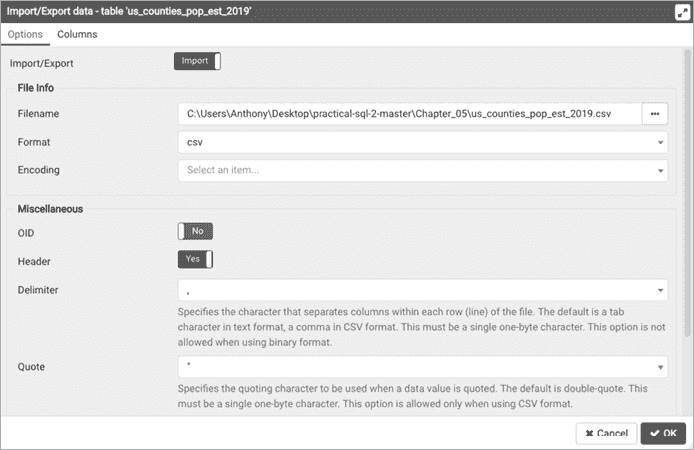 Import/Export data - table 'us_counties_pop_est_2019'
Options Columns
Import/Export Import
File Info
Filename C:\Users\Anthony\Desktop\practical-sql-2-master\Chapter_05\us_counties_pop_est_2019.csv
Format csv
Encoding Select an item...
Miscellaneous
OID No
Header Yes
Delimiter ,
Specifies the character that separates columns within each row (line) of the file. The default is a tab
character in text format, a comma in CSV format. This must be a single one-byte character. This option is not
allowed when using binary format.
Quote "
Specifies the quoting character to be used when a data value is quoted. The default is double-quote. This
must be a single one-byte character. This option is allowed only when using CSV format.
Cancel OK